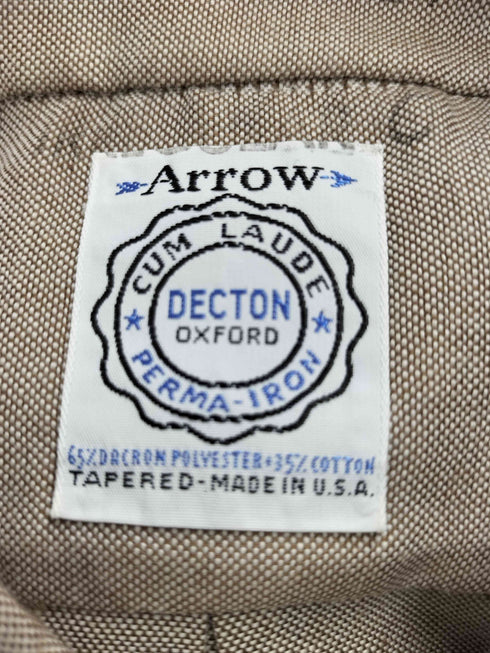 Arrow
CUM LAUDE
DECTON
OXFORD
PERMA-IRON
65% DACRON POLYESTER • 35% COTTON
TAPERED-MADE IN U.S.A.